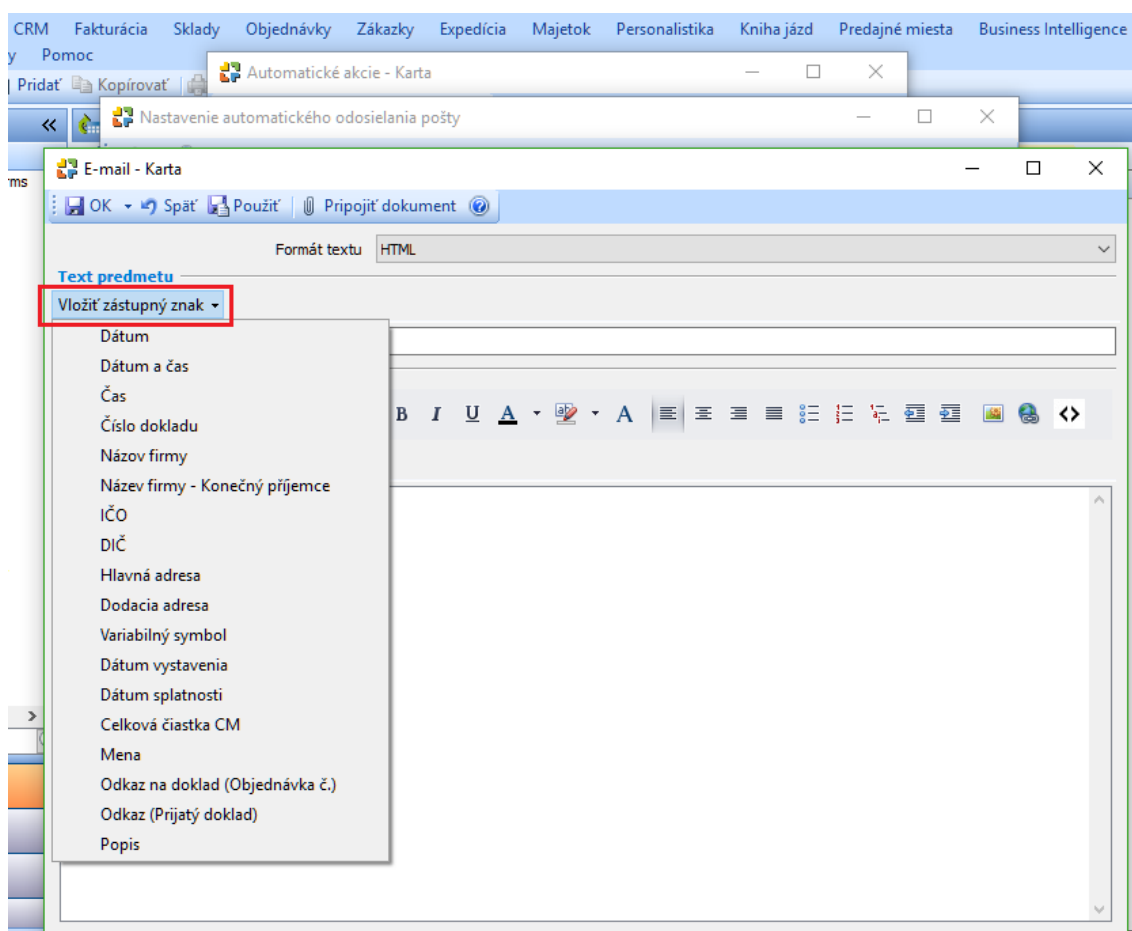 CRM Fakturácia Sklady Objednávky Zákazky Expedícia Majetok Personalistika Kniha jázd Predajné miesta Business Intelligence
y Pomoc
Pridať Kopírovať
Automatické akcie - Karta
Nastavenie automatického odosielania pošty
E-mail - Karta
rms
OK Späť Použiť Pripojiť dokument
Formát textu HTML
Text predmetu
Vložiť zástupný znak
Dátum
Dátum a čas
Čas
B I U A A
Číslo dokladu
Názov firmy
Název firmy - Konečný příjemce
IČO
DIČ
Hlavná adresa
Dodacia adresa
Variabilný symbol
Dátum vystavenia
Dátum splatnosti
Celková čiastka CM
Mena
Odkaz na doklad (Objednávka č.)
Odkaz (Prijatý doklad)
Popis